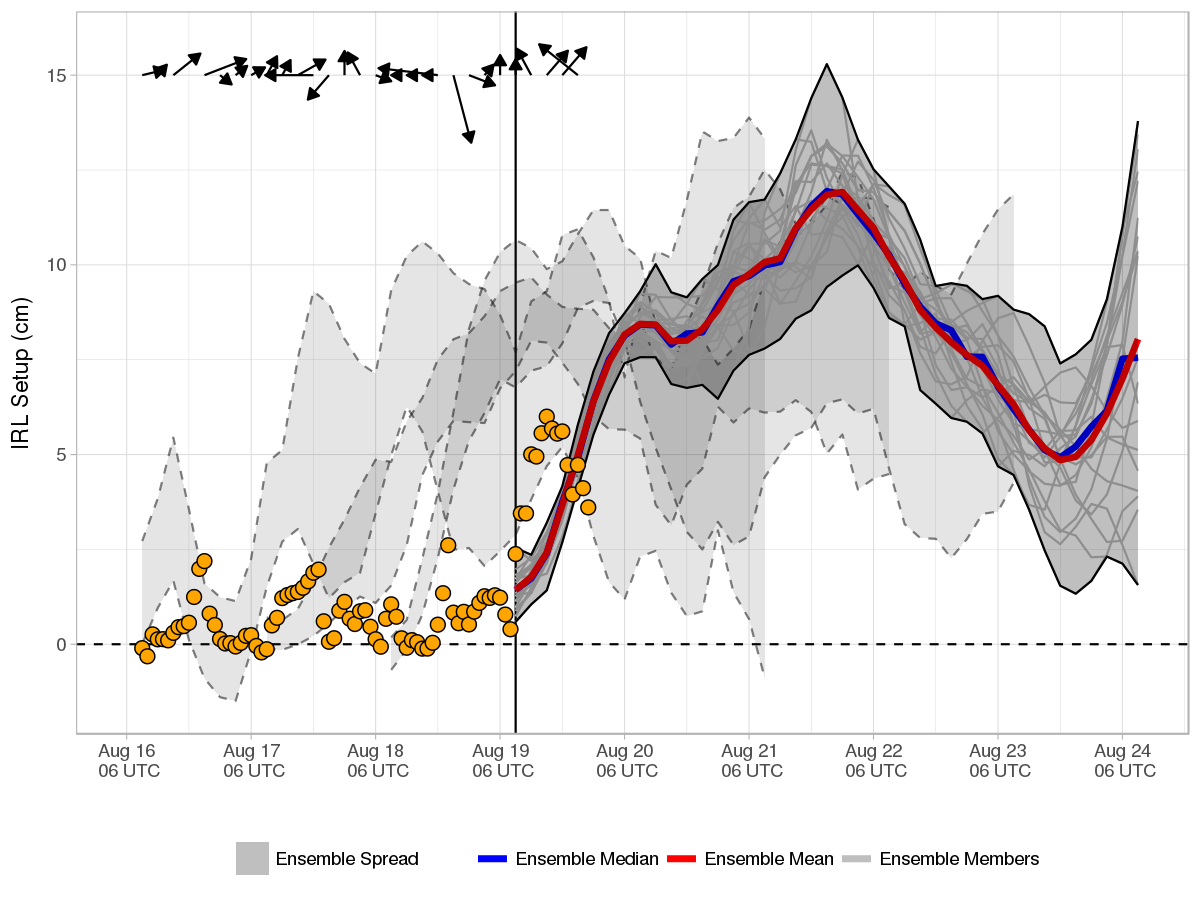 IRL Setup (cm)
15
10
5
0
Aug 16 Aug 17 Aug 18 Aug 19 Aug 20 Aug 21 Aug 22 Aug 23 Aug 24
06 UTC 06 UTC 06 UTC 06 UTC 06 UTC 06 UTC 06 UTC 06 UTC 06 UTC
Ensemble Spread Ensemble Median Ensemble Mean Ensemble Members